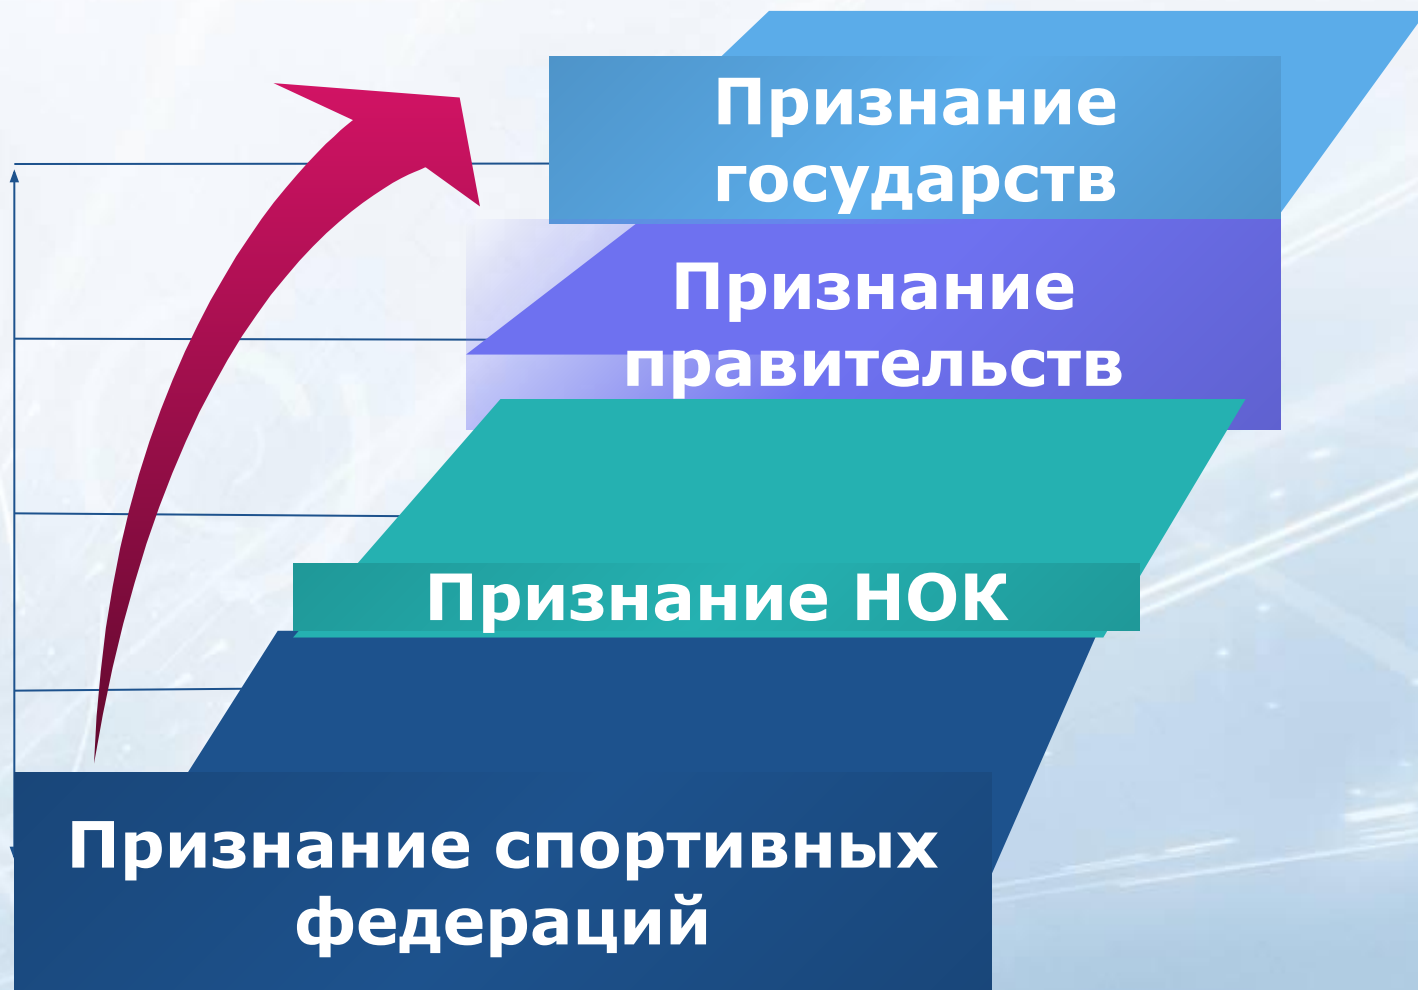 Признание
государств
Признание
правительств
Признание НОК
Признание спортивных
федераций